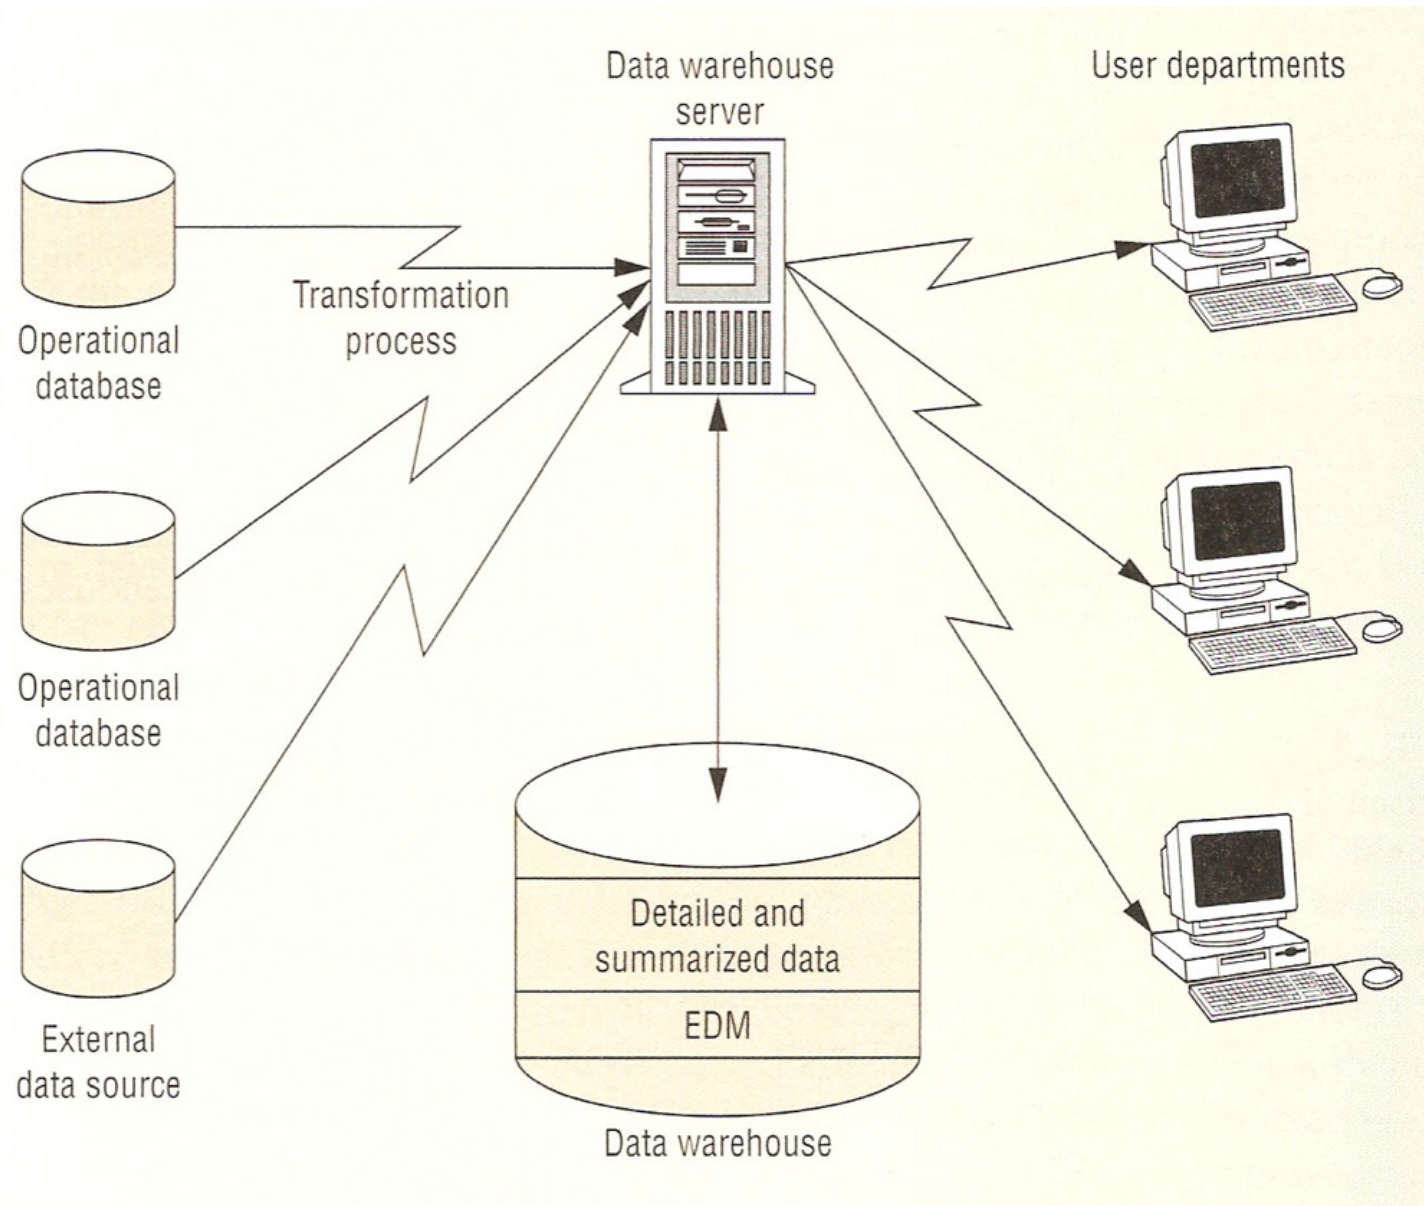 Data warehouse
server
User departments
Transformation
process
Operational
database
Operational
database
External
data source
Detailed and
summarized data
EDM
Data warehouse